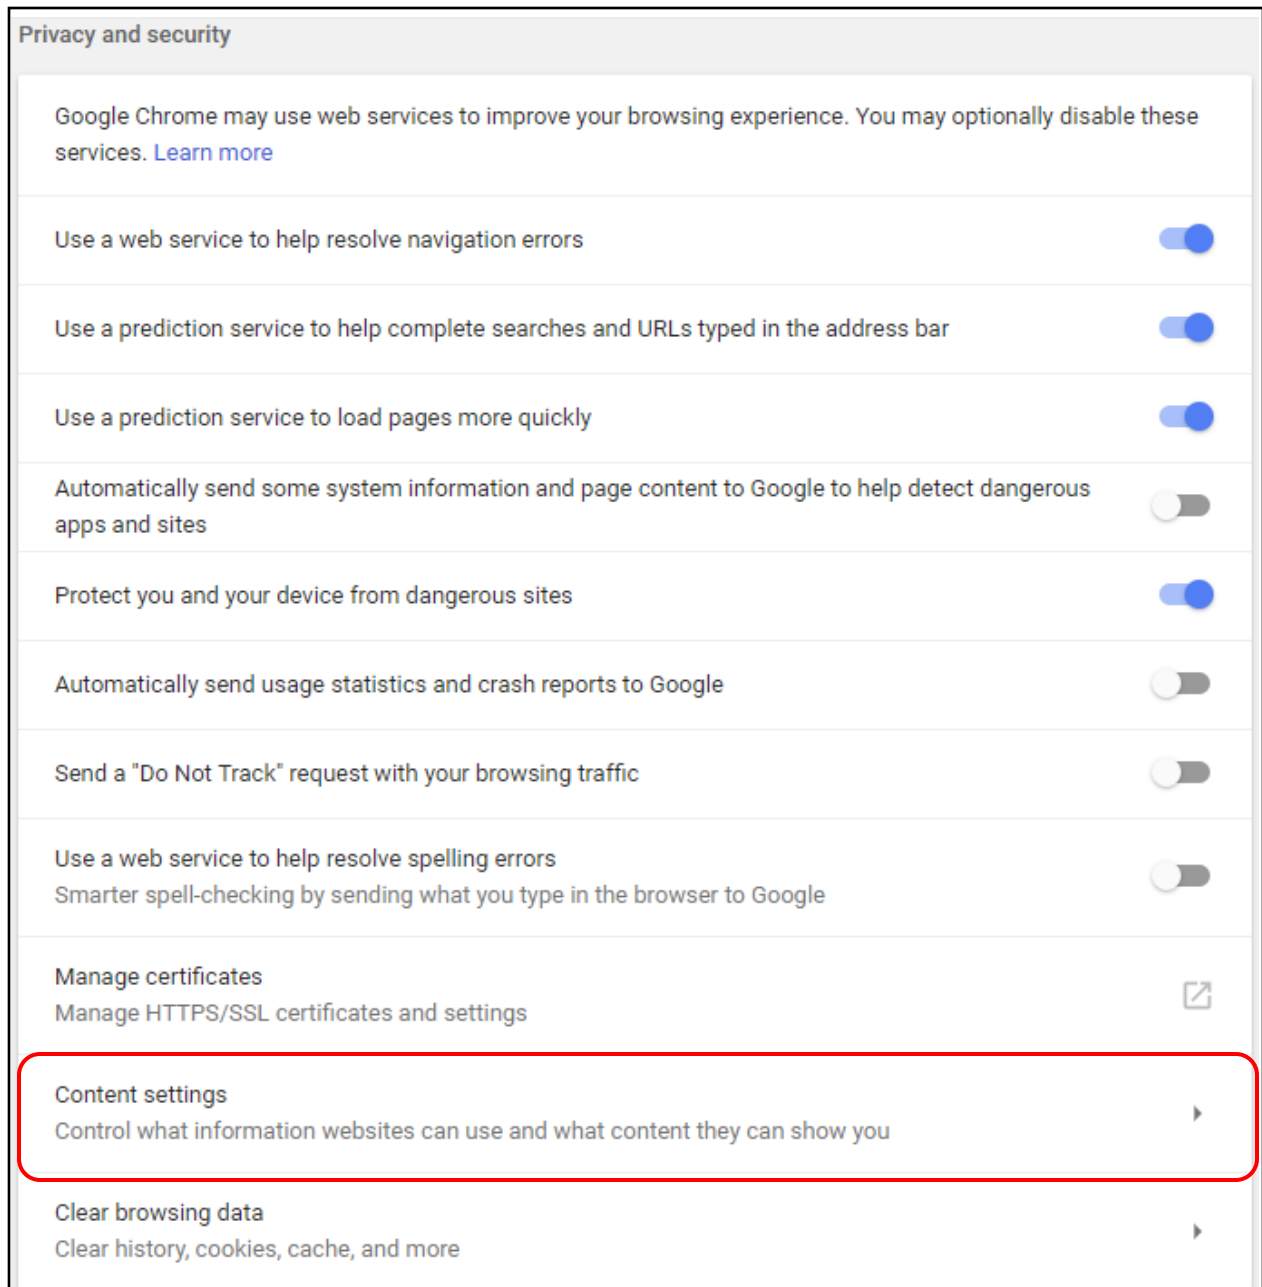 Privacy and security
Google Chrome may use web services to improve your browsing experience. You may optionally disable these
services. Learn more
Use a web service to help resolve navigation errors
Use a prediction service to help complete searches and URLs typed in the address bar
Use a prediction service to load pages more quickly
Automatically send some system information and page content to Google to help detect dangerous
apps and sites
Protect you and your device from dangerous sites
Automatically send usage statistics and crash reports to Google
Send a "Do Not Track" request with your browsing traffic
Use a web service to help resolve spelling errors
Smarter spell-checking by sending what you type in the browser to Google
Manage certificates
Manage HTTPS/SSL certificates and settings
Content settings
Control what information websites can use and what content they can show you
Clear browsing data
Clear history, cookies, cache, and more